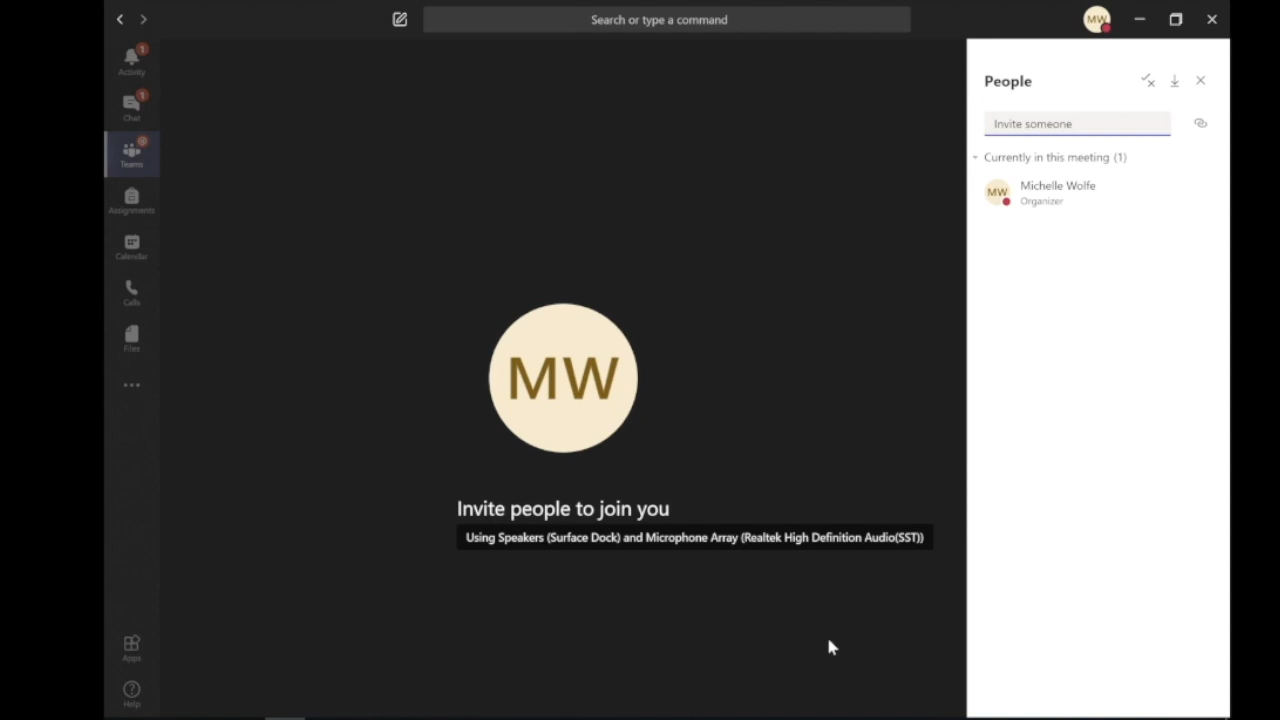 Search or type a command
MW
1
Activity
1
Chat
Teams
Assignments
Calendar
Calls
Files
Apps
Help
MW
Invite people to join you
Using Speakers (Surface Dock) and Microphone Array (Realtek High Definition Audio(SST))
People
Invite someone
Currently in this meeting (1)
MW
Michelle Wolfe
Organizer